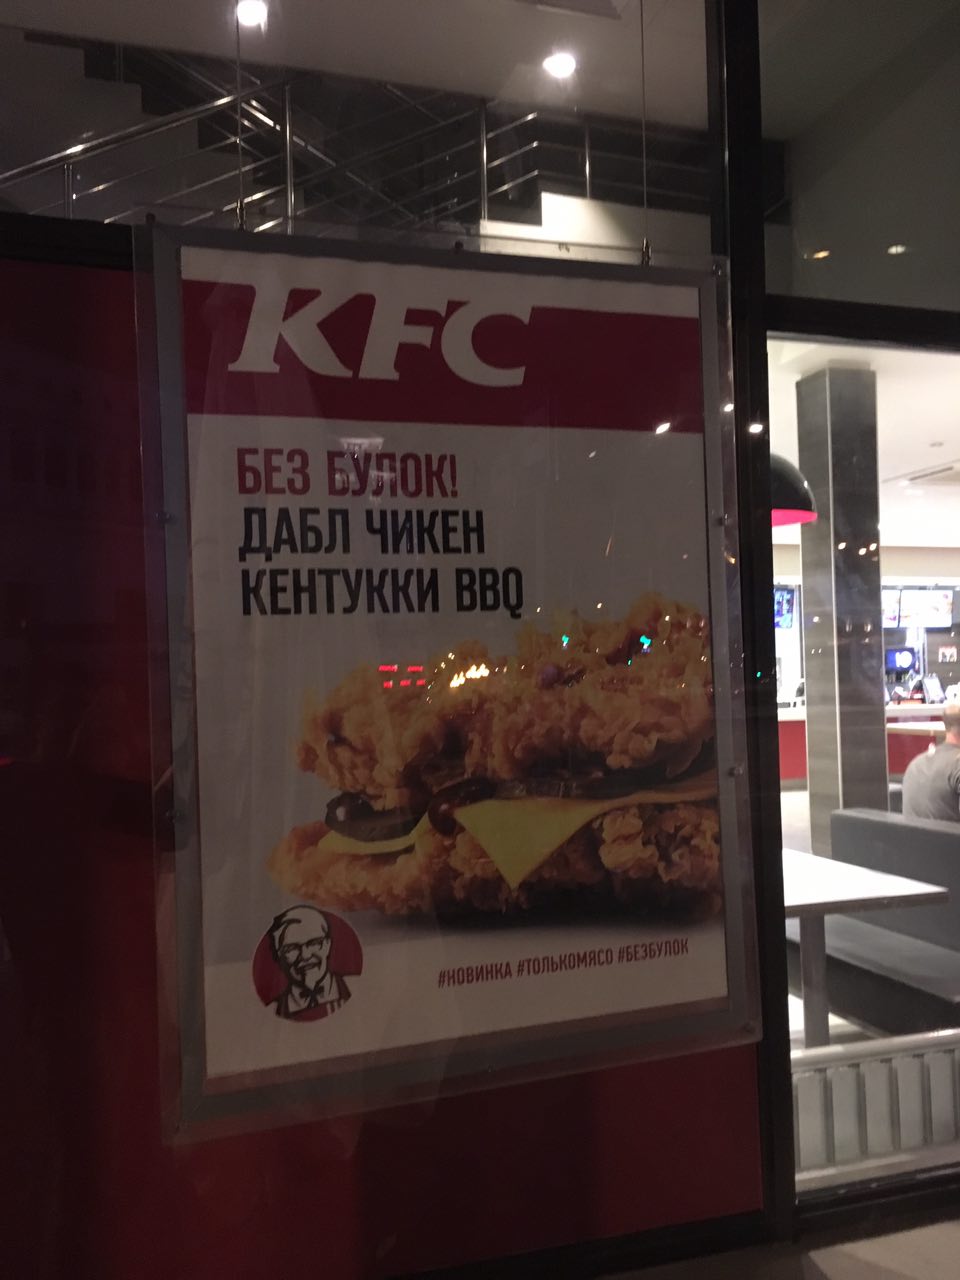 KFC
БЕЗ БУЛОК!
ДАБЛ ЧИКЕН
КЕНТУККИ BBQ
#НОВИНКА #ТОЛЬКОМЯСО #БЕЗБУЛОК